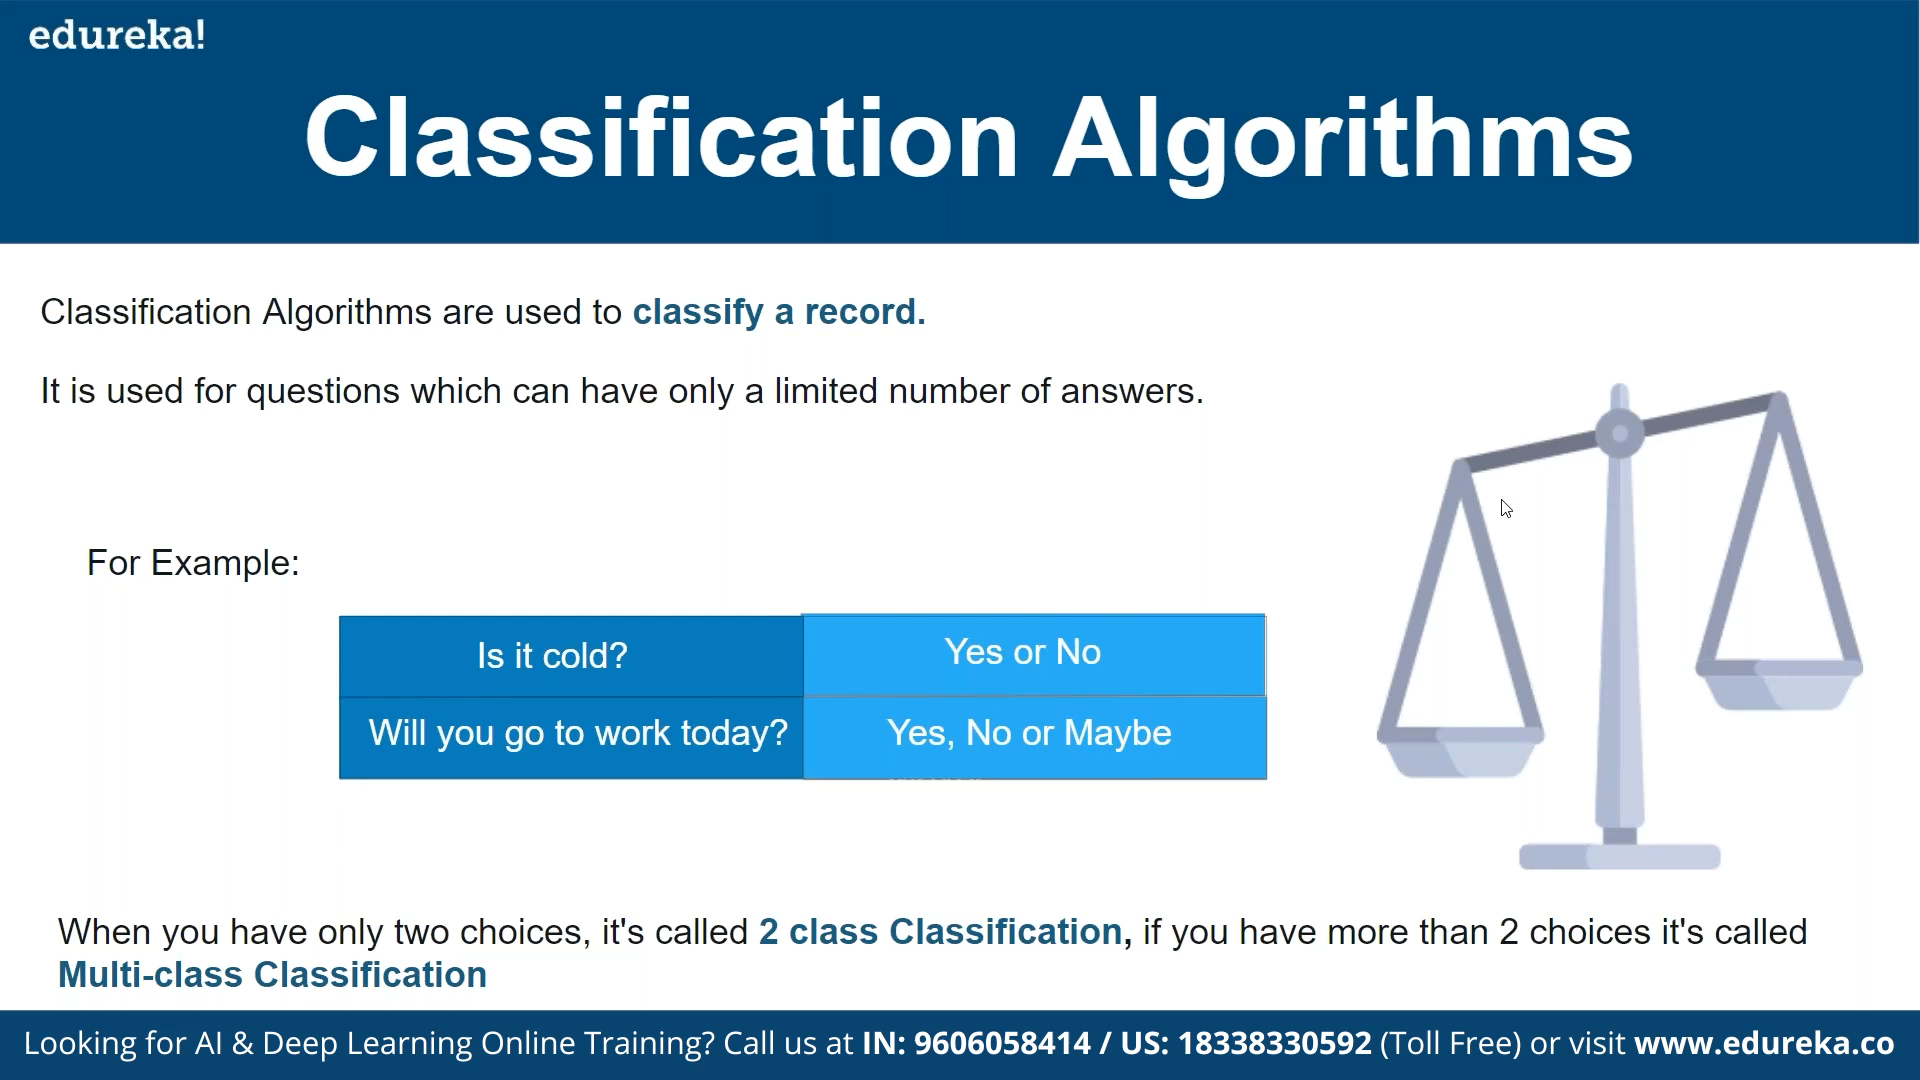 edureka!
Classification Algorithms
Classification Algorithms are used to classify a record.
It is used for questions which can have only a limited number of answers.
For Example:
Is it cold?
Yes or No
Will you go to work today?
Yes, No or Maybe
When you have only two choices, it's called 2 class Classification, if you have more than 2 choices it's called
Multi-class Classification
Looking for AI & Deep Learning Online Training? Call us at IN: 9606058414 / US: 18338330592 (Toll Free) or visit www.edureka.co